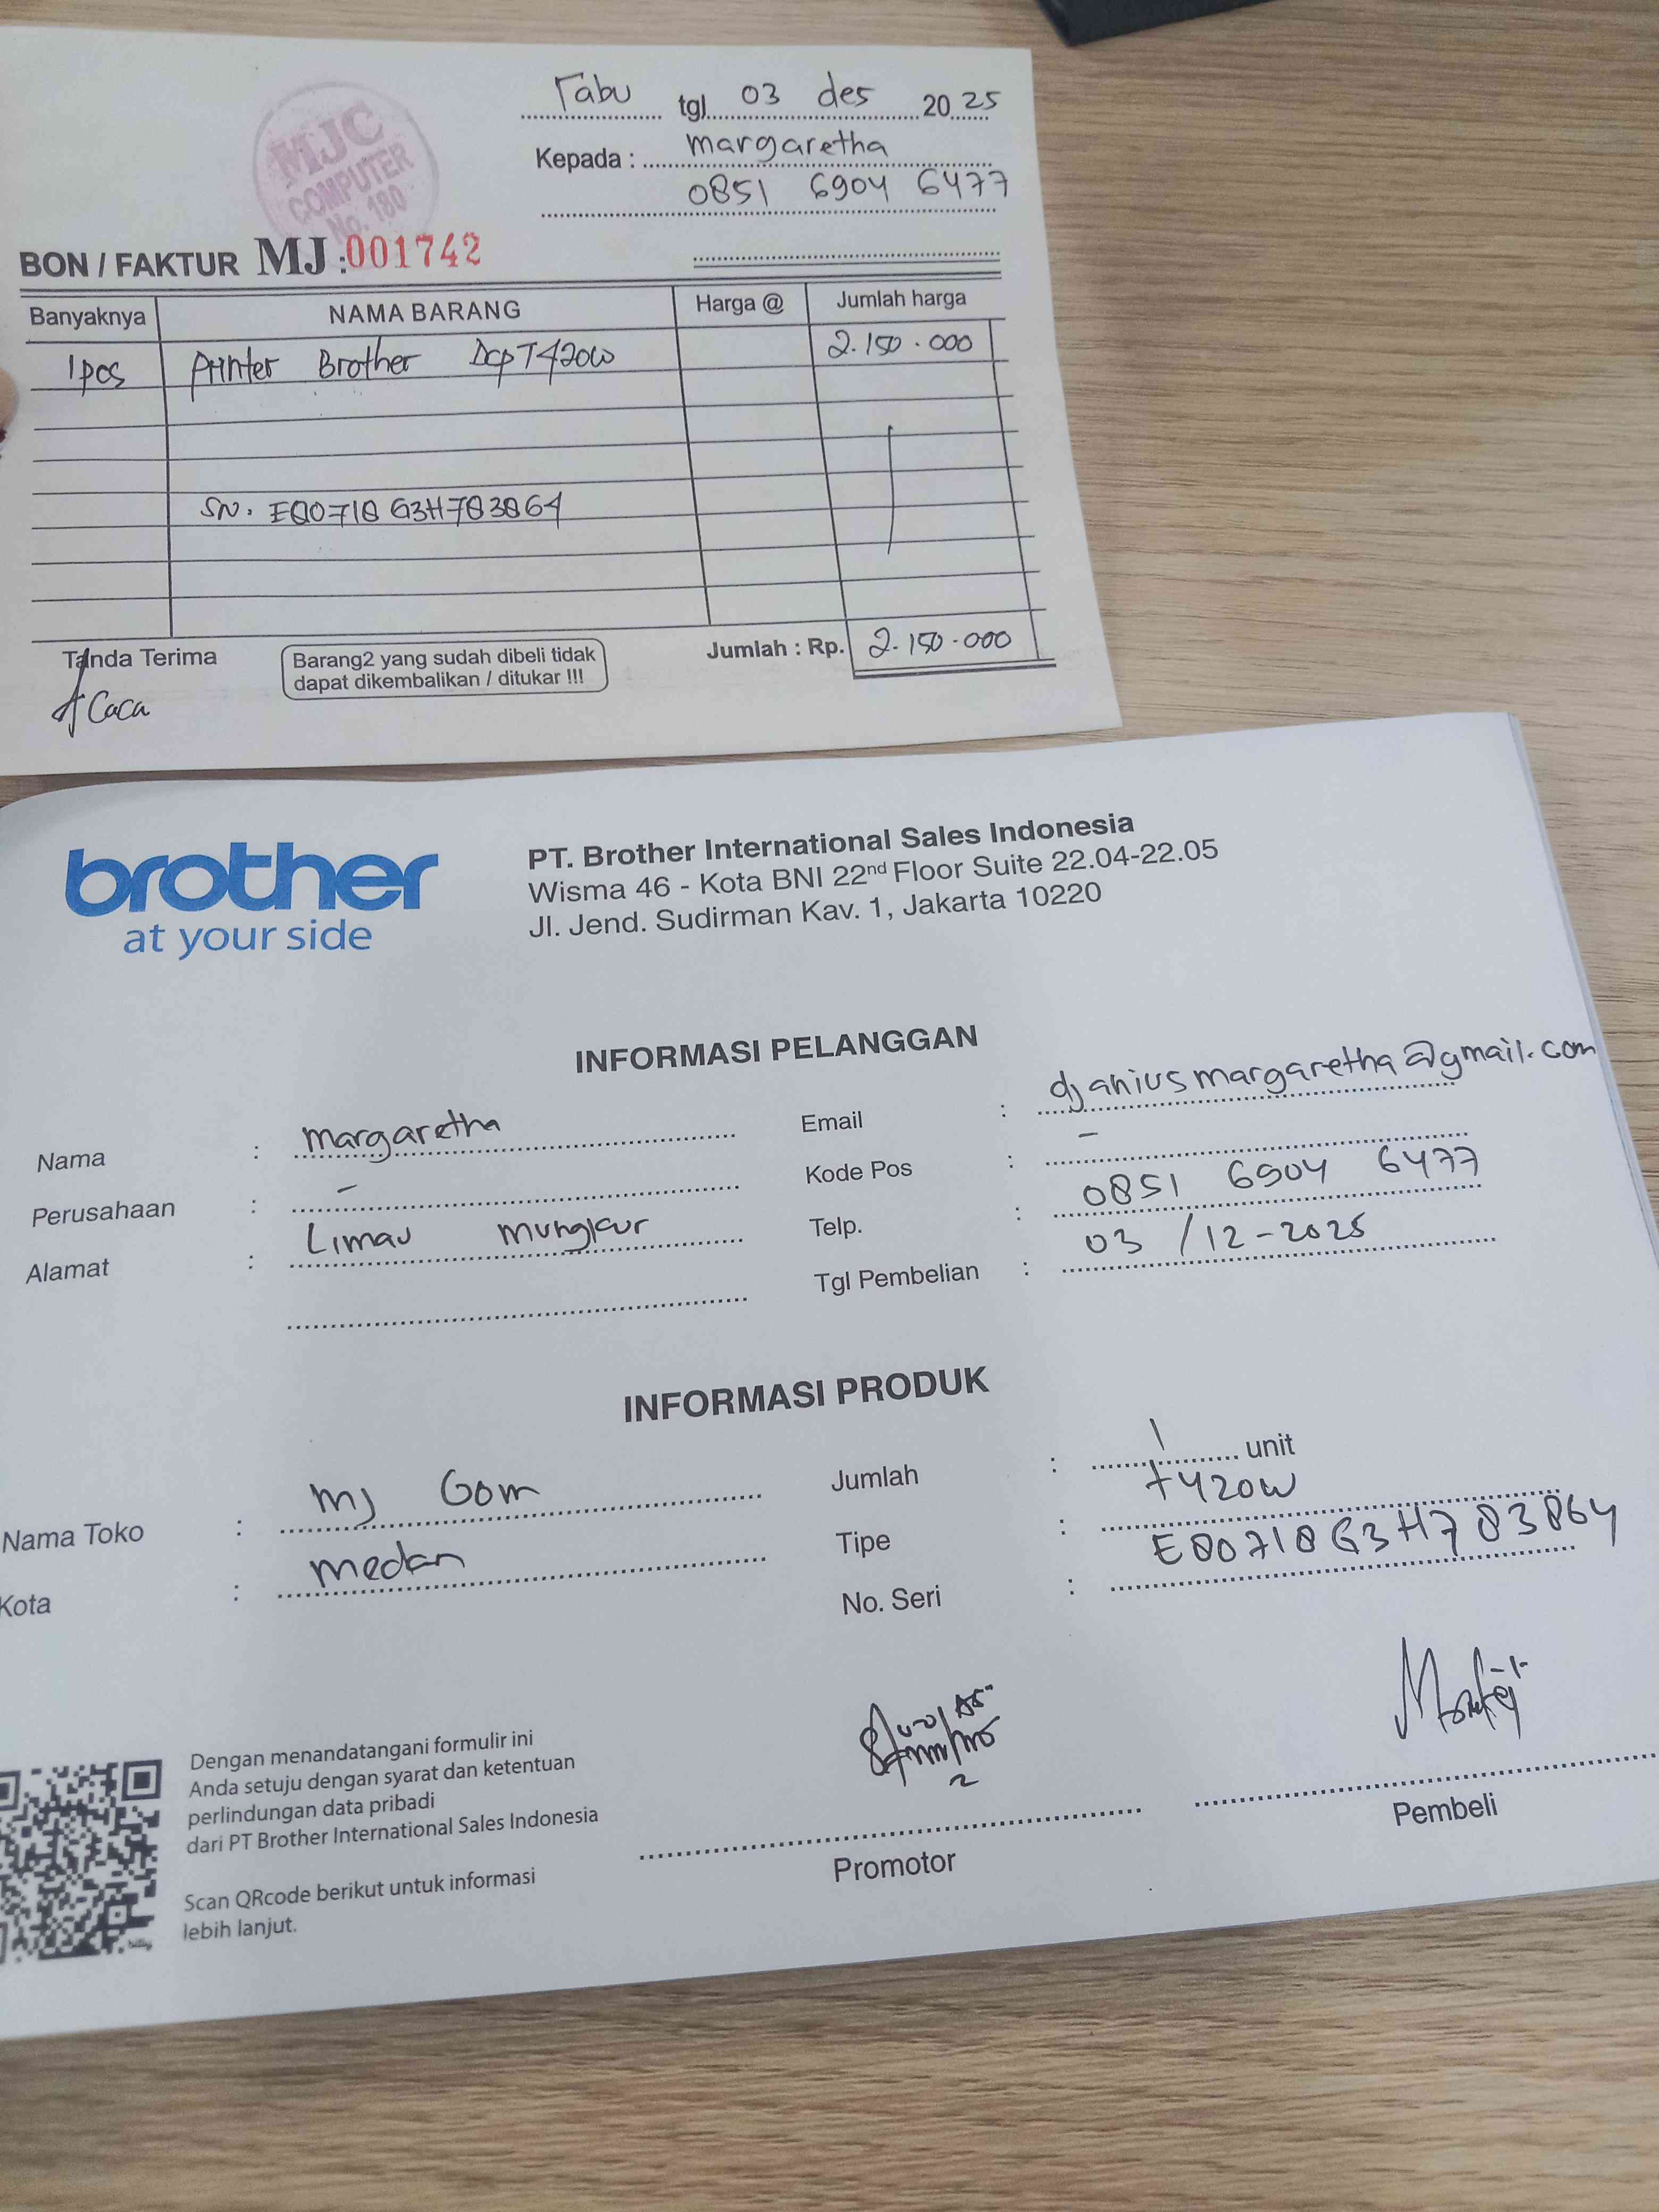 Rabu tgl. 03 des 2025
Kepada : margaretha
0851 6904 6477
MJC
COMPUTER
No. 180
BON / FAKTUR MJ :001742
Banyaknya NAMA BARANG Harga @ Jumlah harga
1 pcs Printer Brother Dcp T420W 2.150.000
SN. E80718G3H783864
Tanda Terima Barang2 yang sudah dibeli tidak Jumlah : Rp. 2.150.000
dapat dikembalikan / ditukar !!!
Caca
brother
at your side
PT. Brother International Sales Indonesia
Wisma 46 - Kota BNI 22nd Floor Suite 22.04-22.05
Jl. Jend. Sudirman Kav. 1, Jakarta 10220
INFORMASI PELANGGAN
Nama : margaretha Email : djaniusmargaretha@gmail.com
Perusahaan : - Kode Pos : -
Alamat : Limau mungkur Telp. : 0851 6904 6477
Tgl Pembelian : 03 / 12 - 2025
INFORMASI PRODUK
Nama Toko : mj Com Jumlah : 1 unit
Kota : medan Tipe : T420W
No. Seri : E80718G3H783864
Dengan menandatangani formulir ini
Anda setuju dengan syarat dan ketentuan
perlindungan data pribadi
dari PT Brother International Sales Indonesia
Scan QRcode berikut untuk informasi
lebih lanjut.
Promotor Pembeli